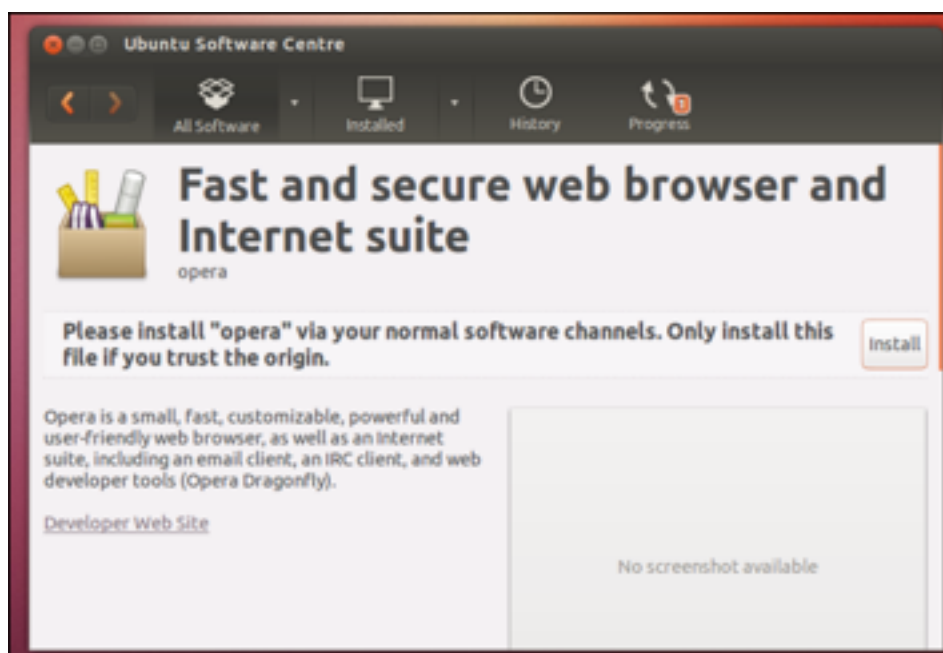 Ubuntu Software Centre
All Software
Installed
History
Progress
Fast and secure web browser and
Internet suite
opera
Please install "opera" via your normal software channels. Only install this
file if you trust the origin.
Install
Opera is a small, fast, customizable, powerful and
user-friendly web browser, as well as an Internet
suite, including an email client, an IRC client, and web
developer tools (Opera Dragonfly).
Developer Web Site
No screenshot available